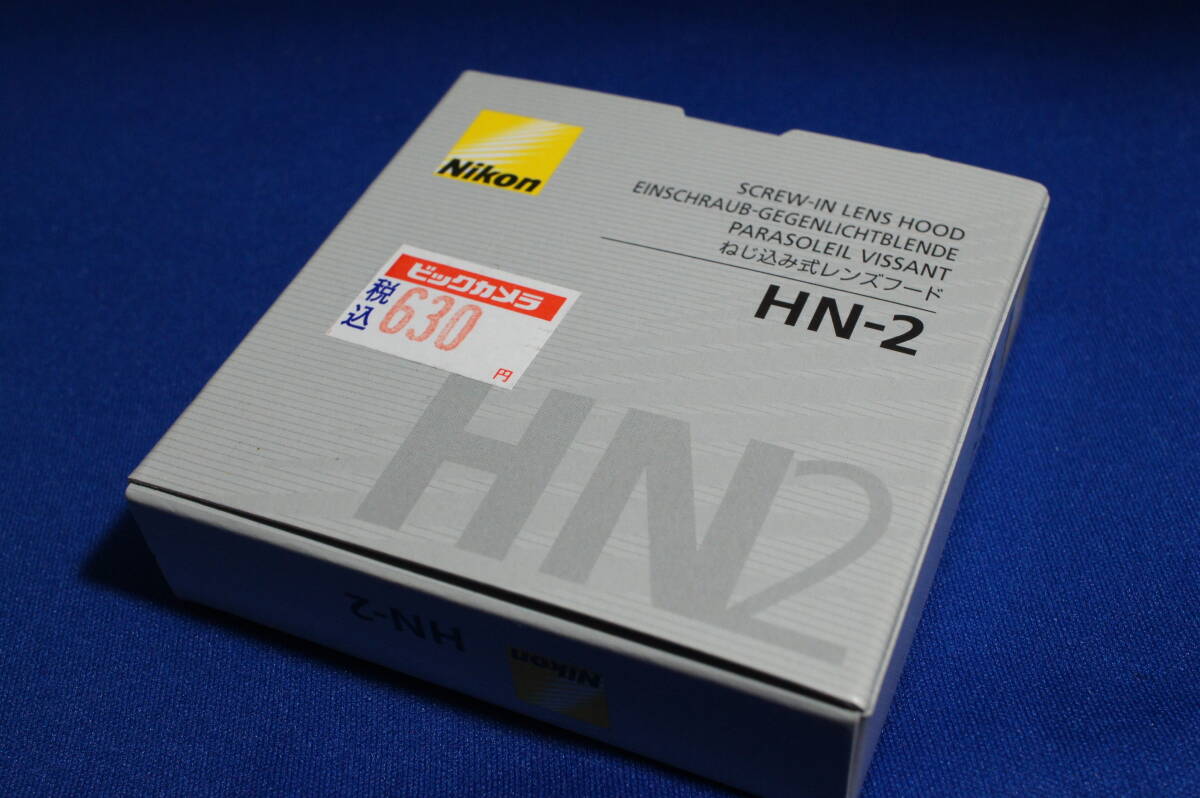 Nikon
SCREW-IN LENS HOOD
EINSCHRAUB-GEGENLICHTBLENDE
PARASOLEIL VISSANT
ねじ込み式レンズフード
HN-2
ビックカメラ
税込 630
円
HN2
HN-2
Nikon